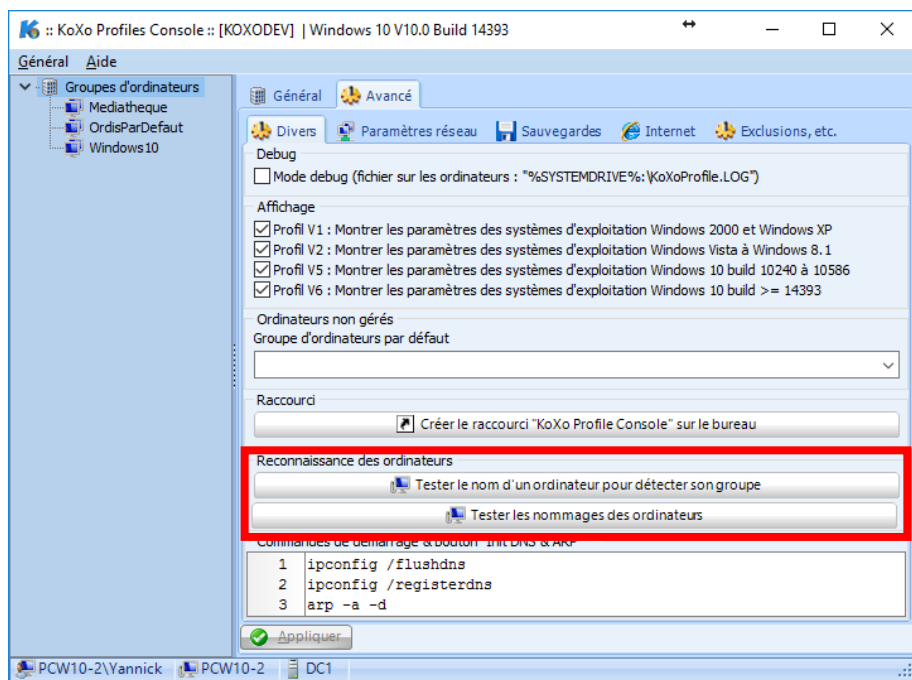 :: KoXo Profiles Console :: [KOXODEV] | Windows 10 V10.0 Build 14393
Général Aide
Groupes d'ordinateurs
Mediatheque
OrdisParDefaut
Windows10
Général Avancé
Divers Paramètres réseau Sauvegardes Internet Exclusions, etc.
Debug
Mode debug (fichier sur les ordinateurs : "%SYSTEMDRIVE%:\KoXoProfile.LOG")
Affichage
Profil V1 : Montrer les paramètres des systèmes d'exploitation Windows 2000 et Windows XP
Profil V2 : Montrer les paramètres des systèmes d'exploitation Windows Vista à Windows 8.1
Profil V5 : Montrer les paramètres des systèmes d'exploitation Windows 10 build 10240 à 10586
Profil V6 : Montrer les paramètres des systèmes d'exploitation Windows 10 build >= 14393
Ordinateurs non gérés
Groupe d'ordinateurs par défaut
Raccourci
Créer le raccourci "KoXo Profile Console" sur le bureau
Reconnaissance des ordinateurs
Tester le nom d'un ordinateur pour détecter son groupe
Tester les nommages des ordinateurs
Commandes de démarrage & bouton "Init DNS & ARP"
1 ipconfig /flushdns
2 ipconfig /registerdns
3 arp -a -d
Appliquer
PCW10-2\Yannick PCW10-2 DC1